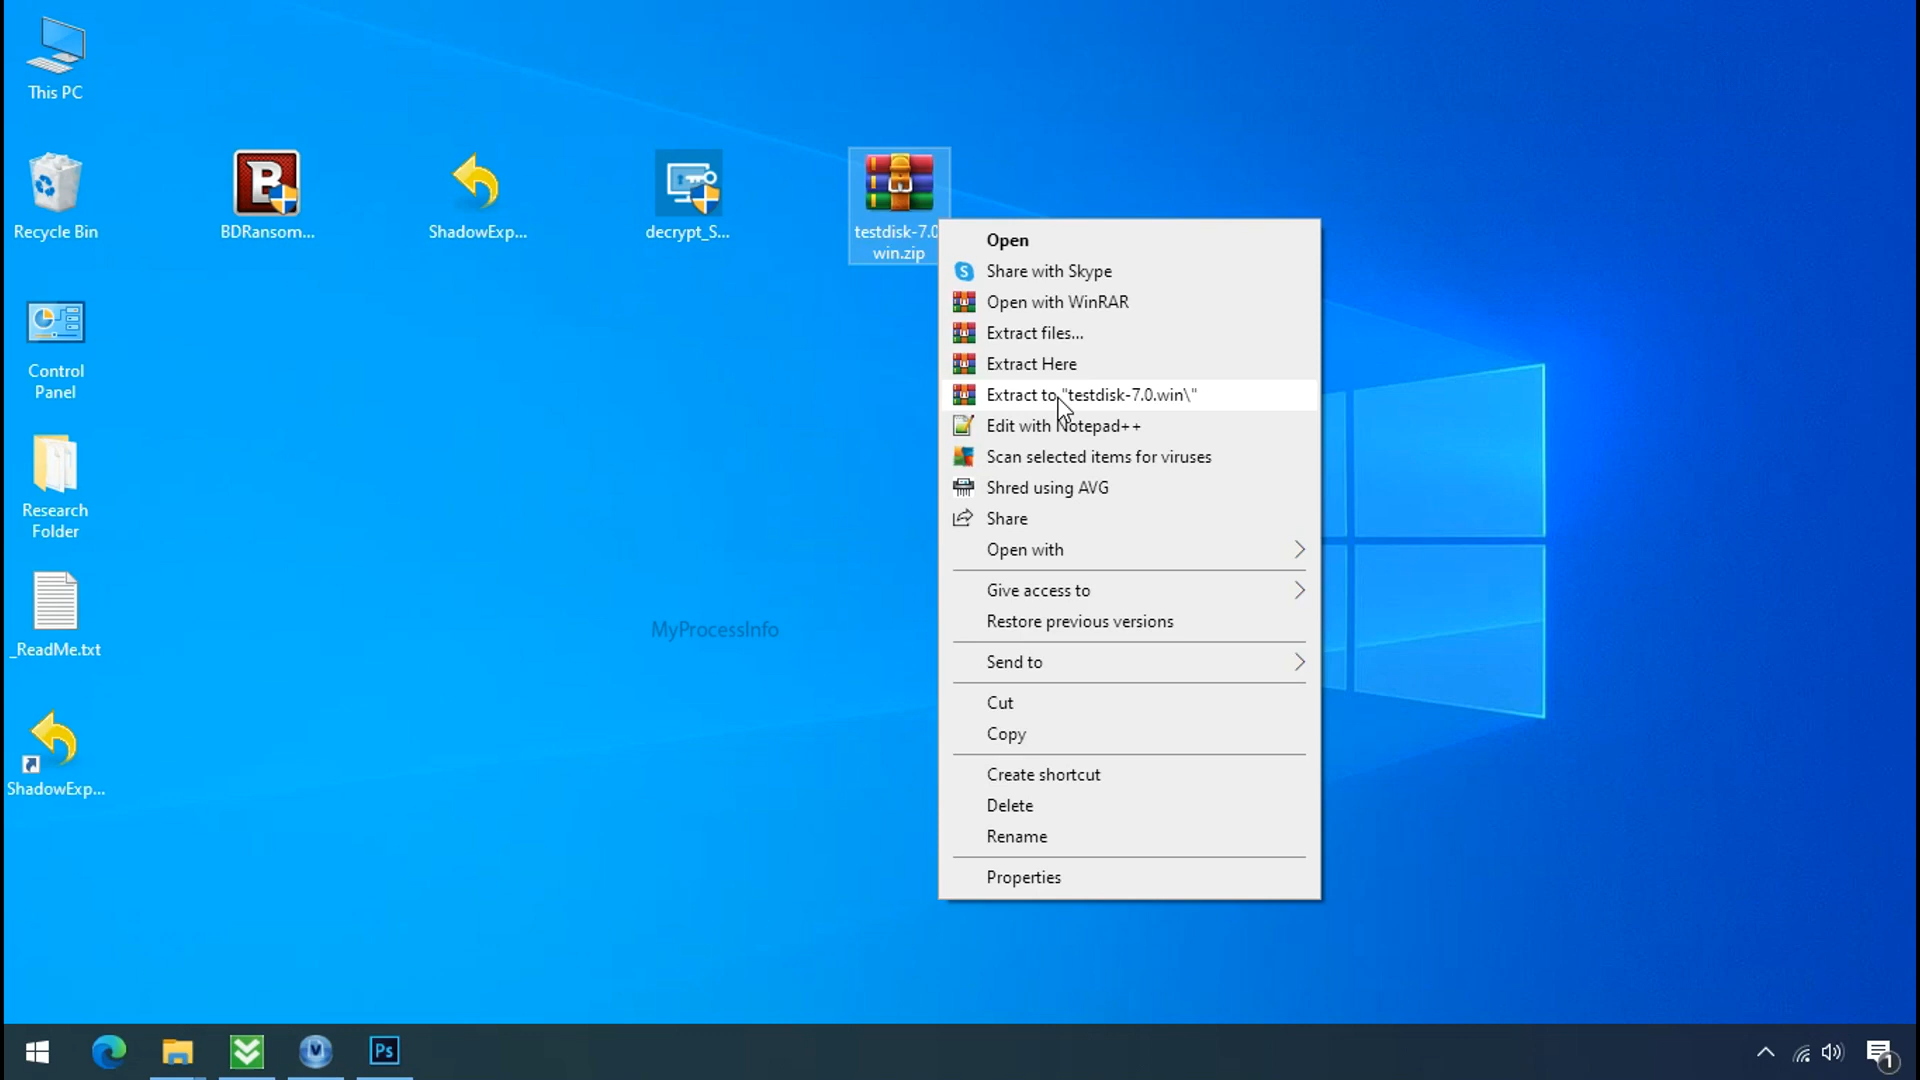 This PC
Recycle Bin
BDRansom...
ShadowExp...
decrypt_S...
testdisk-7.0
win.zip
Control
Panel
Research
Folder
_ReadMe.txt
ShadowExp...
MyProcessInfo
Open
Share with Skype
Open with WinRAR
Extract files...
Extract Here
Extract to "testdisk-7.0.win\"
Edit with Notepad++
Scan selected items for viruses
Shred using AVG
Share
Open with
Give access to
Restore previous versions
Send to
Cut
Copy
Create shortcut
Delete
Rename
Properties
Ps
1